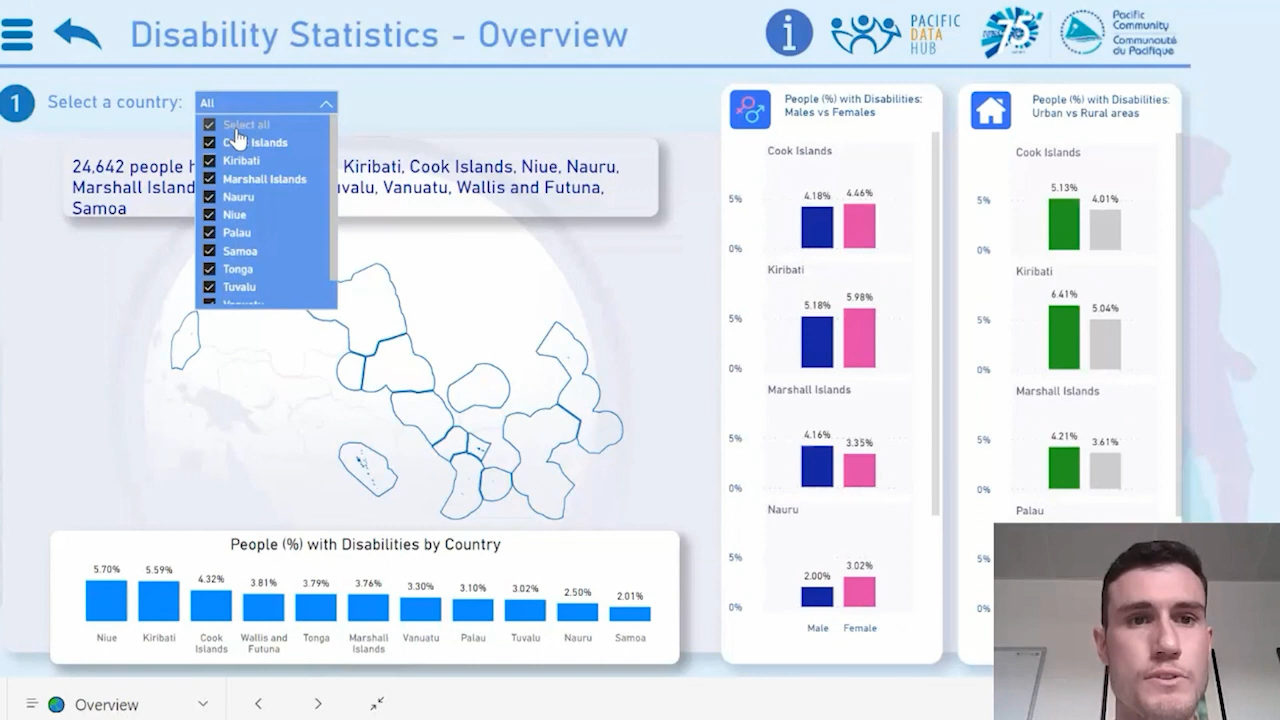 Disability Statistics - Overview
PACIFIC
DATA
HUB
75
Pacific
Community
Communauté
du Pacifique
1
Select a country:
All
Select all
Islands
Kiribati
Marshall Islands
Nauru
Niue
Palau
Samoa
Tonga
Tuvalu
24,642 people
Kiribati, Cook Islands, Niue, Nauru,
Marshall
Vanuatu, Wallis and Futuna,
Samoa
People (%) with Disabilities by Country
5.70%
5.59%
4.32%
3.81%
3.79%
3.76%
3.30%
3.10%
3.02%
2.50%
2.01%
Niue
Kiribati
Cook
Islands
Wallis and
Futuna
Tonga
Marshall
Islands
Vanuatu
Palau
Tuvalu
Nauru
Samoa
People (%) with Disabilities:
Males vs Females
Cook Islands
5%
4.18%
4.46%
0%
Kiribati
5%
5.18%
5.98%
0%
Marshall Islands
5%
4.16%
3.35%
0%
Nauru
5%
2.00%
3.02%
0%
Male
Female
People (%) with Disabilities:
Urban vs Rural areas
Cook Islands
5%
5.13%
4.01%
0%
Kiribati
5%
6.41%
5.04%
0%
Marshall Islands
5%
4.21%
3.61%
0%
Palau
5%
0%
Overview